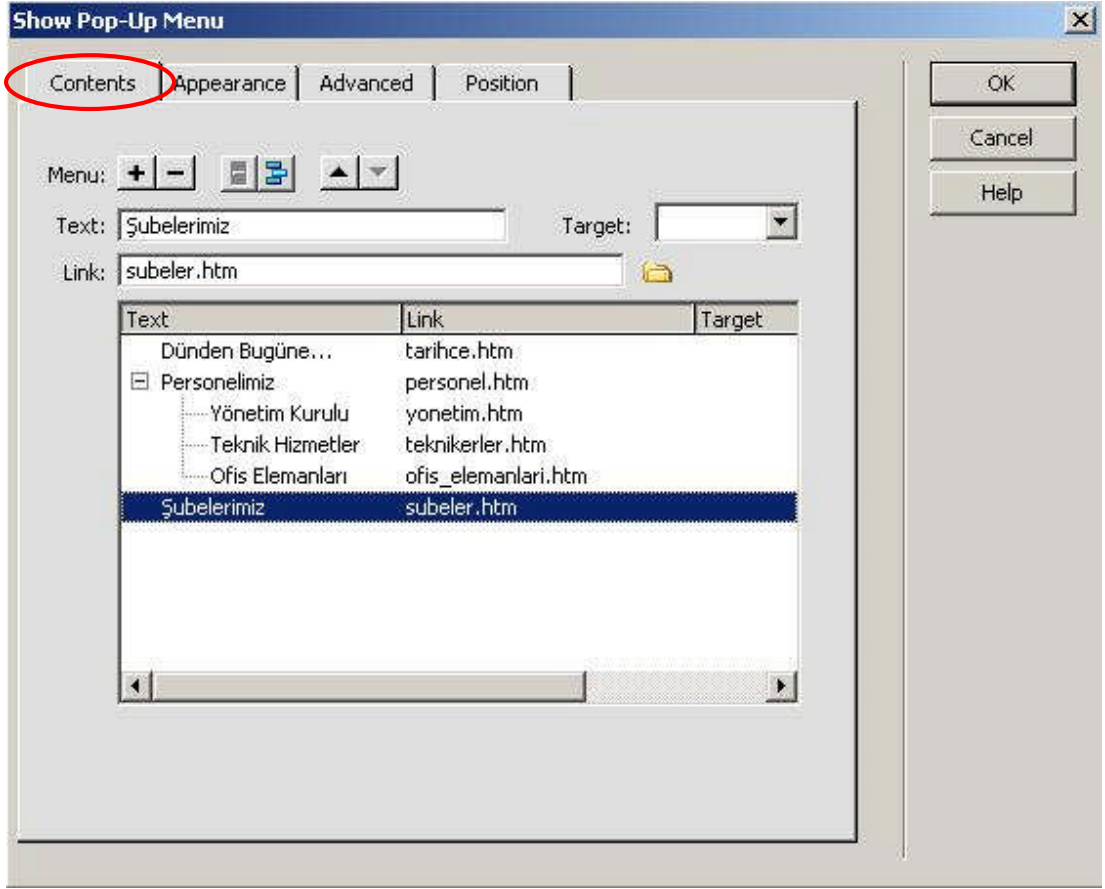 Show Pop-Up Menu
Contents Appearance Advanced Position
OK
Cancel
Help
Menu:
Text: Şubelerimiz Target:
Link: subeler.htm
Text Link Target
Dünden Bugüne... tarihce.htm
Personelimiz personel.htm
Yönetim Kurulu yonetim.htm
Teknik Hizmetler teknikerler.htm
Ofis Elemanları ofis_elemanlari.htm
Şubelerimiz subeler.htm